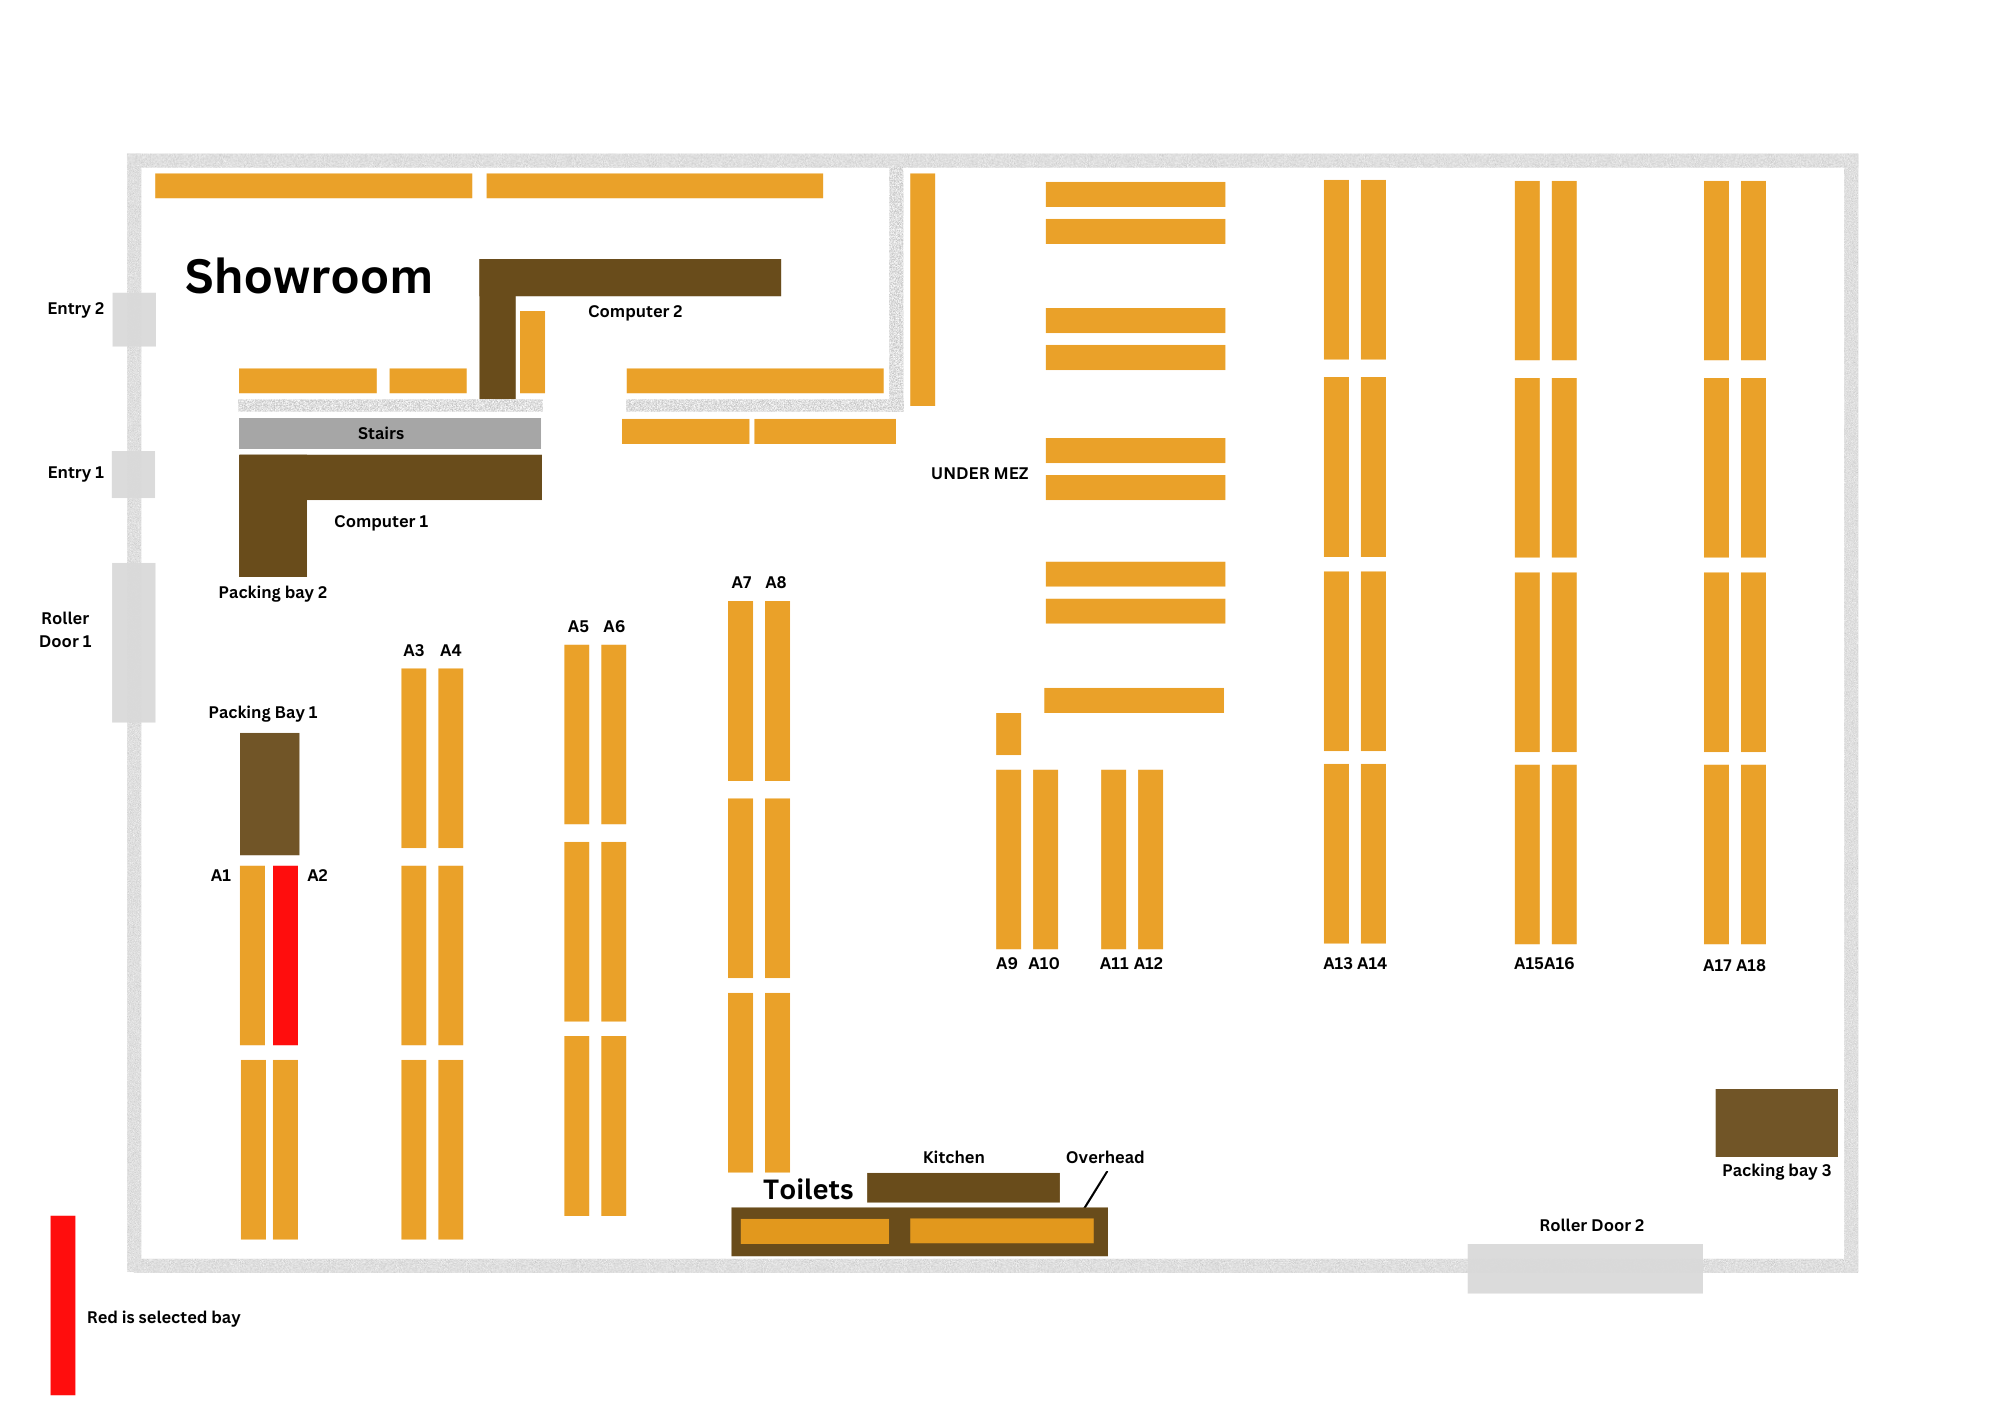 Showroom
Entry 2
Computer 2
Stairs
Entry 1
UNDER MEZ
Computer 1
Packing bay 2
A7 A8
Roller
Door 1
A5 A6
A3 A4
Packing Bay 1
A1
A2
A9 A10 A11 A12 A13 A14 A15A16 A17 A18
Kitchen
Overhead
Packing bay 3
Toilets
Roller Door 2
Red is selected bay